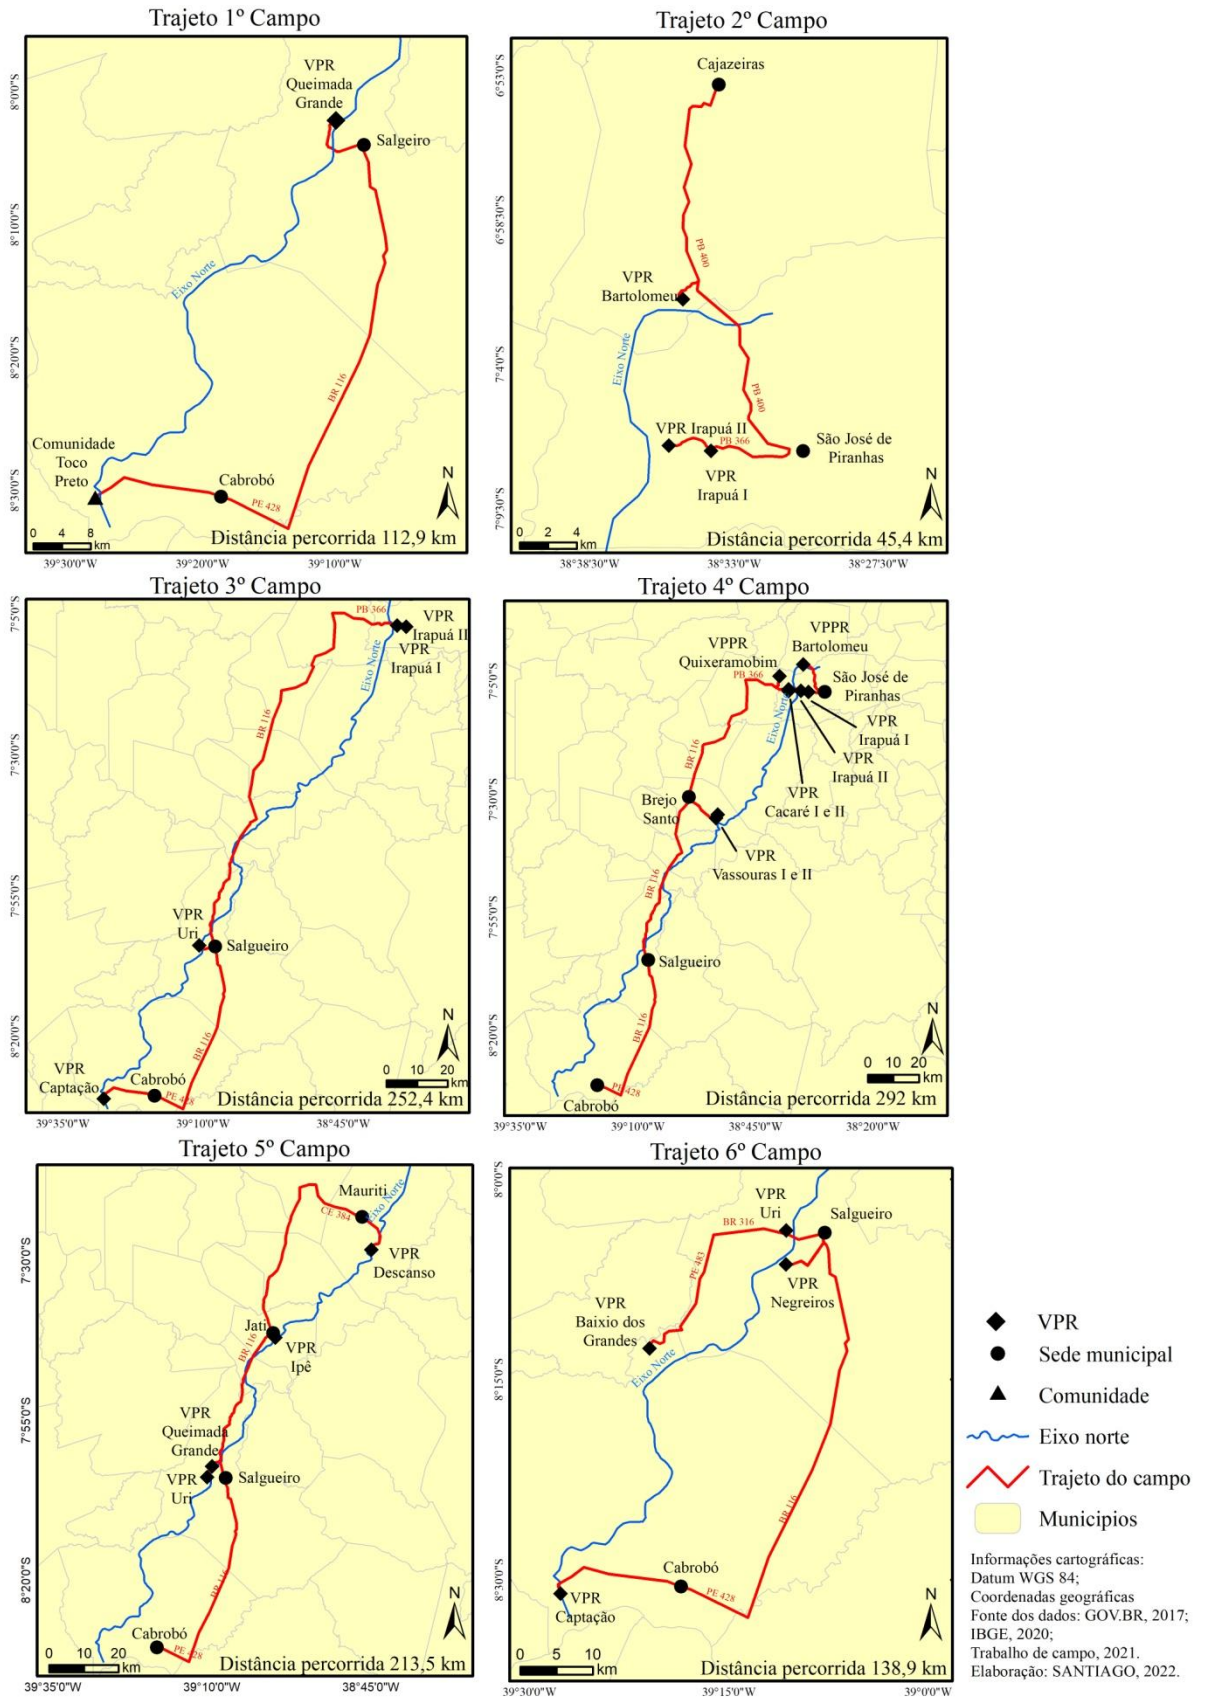 Trajeto 1º Campo
VPR
Queimada
Grande
Salgeiro
Eixo Norte
BR 116
Comunidade
Toco
Preto
Cabrobó
PE 428
N
0 4 8
km
Distância percorrida 112,9 km
8°0'0"S
8°10'0"S
8°20'0"S
8°30'0"S
39°30'0"W
39°20'0"W
39°10'0"W
Trajeto 2º Campo
Cajazeiras
PB 400
VPR
Bartolomeu
Eixo Norte
PB 400
VPR Irapuá II
PB 366
VPR
Irapuá I
São José de
Piranhas
N
0 2 4
km
Distância percorrida 45,4 km
6°53'0"S
6°58'30"S
7°4'0"S
7°9'30"S
38°38'30"W
38°33'0"W
38°27'30"W
Trajeto 3º Campo
PB 366
VPR
Irapuá II
VPR
Irapuá I
Eixo Norte
BR 116
VPR
Uri
Salgueiro
BR 116
VPR
Captação
Cabrobó
PE 428
N
0 10 20
km
Distância percorrida 252,4 km
7°5'0"S
7°30'0"S
7°55'0"S
8°20'0"S
39°35'0"W
39°10'0"W
38°45'0"W
Trajeto 4º Campo
VPPR
Quixeramobim
VPPR
Bartolomeu
PB 366
São José de
Piranhas
Eixo Norte
VPR
Irapuá I
VPR
Irapuá II
VPR
Cacaré I e II
BR 116
Brejo
Santo
VPR
Vassouras I e II
BR 116
Salgueiro
BR 116
PE 428
Cabrobó
N
0 10 20
km
Distância percorrida 292 km
7°5'0"S
7°30'0"S
7°55'0"S
8°20'0"S
39°35'0"W
39°10'0"W
38°45'0"W
38°20'0"W
Trajeto 5º Campo
Mauriti
CE 384
Eixo Norte
VPR
Descanso
Jati
BR 116
VPR
Ipê
VPR
Queimada
Grande
VPR
Uri
Salgueiro
BR 116
Cabrobó
PE 428
N
0 10 20
km
Distância percorrida 213,5 km
7°30'0"S
7°55'0"S
8°20'0"S
39°35'0"W
39°10'0"W
38°45'0"W
Trajeto 6º Campo
VPR
Uri
Salgueiro
BR 316
PE 483
VPR
Negreiros
VPR
Baixio dos
Grandes
Eixo Norte
BR 116
VPR
Captação
Cabrobó
PE 428
N
0 5 10
km
Distância percorrida 138,9 km
8°0'0"S
8°15'0"S
8°30'0"S
39°30'0"W
39°15'0"W
39°0'0"W
VPR
Sede municipal
Comunidade
Eixo norte
Trajeto do campo
Municipios
Informações cartográficas:
Datum WGS 84;
Coordenadas geográficas
Fonte dos dados: GOV.BR, 2017;
IBGE, 2020;
Trabalho de campo, 2021.
Elaboração: SANTIAGO, 2022.